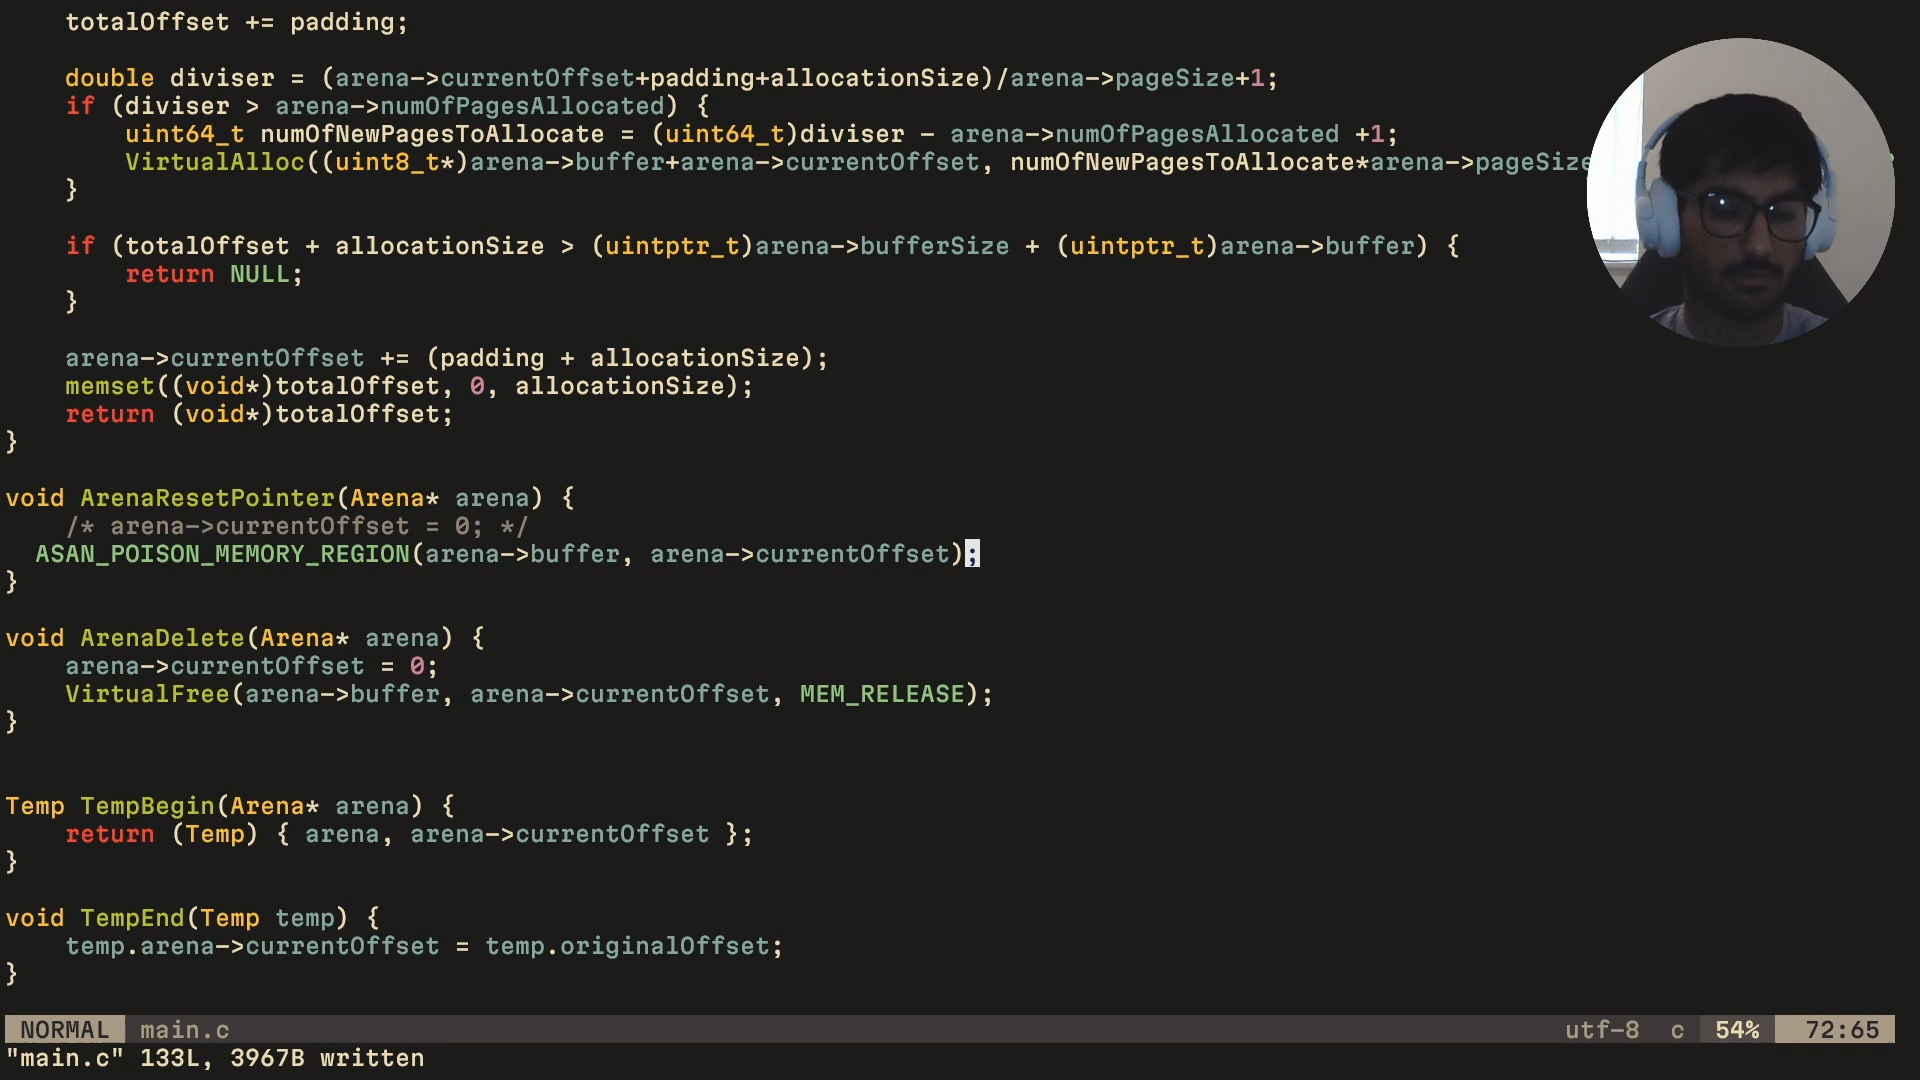 totalOffset += padding;
double diviser = (arena->currentOffset+padding+allocationSize)/arena->pageSize+1;
if (diviser > arena->numOfPagesAllocated) {
uint64_t numOfNewPagesToAllocate = (uint64_t)diviser - arena->numOfPagesAllocated +1;
VirtualAlloc((uint8_t*)arena->buffer+arena->currentOffset, numOfNewPagesToAllocate*arena->pageSize
}
if (totalOffset + allocationSize > (uintptr_t)arena->bufferSize + (uintptr_t)arena->buffer) {
return NULL;
}
arena->currentOffset += (padding + allocationSize);
memset((void*)totalOffset, 0, allocationSize);
return (void*)totalOffset;
}
void ArenaResetPointer(Arena* arena) {
/* arena->currentOffset = 0; */
ASAN_POISON_MEMORY_REGION(arena->buffer, arena->currentOffset);
}
void ArenaDelete(Arena* arena) {
arena->currentOffset = 0;
VirtualFree(arena->buffer, arena->currentOffset, MEM_RELEASE);
}
Temp TempBegin(Arena* arena) {
return (Temp) { arena, arena->currentOffset };
}
void TempEnd(Temp temp) {
temp.arena->currentOffset = temp.originalOffset;
}
NORMAL main.c utf-8 c 54% 72:65
"main.c" 133L, 3967B written